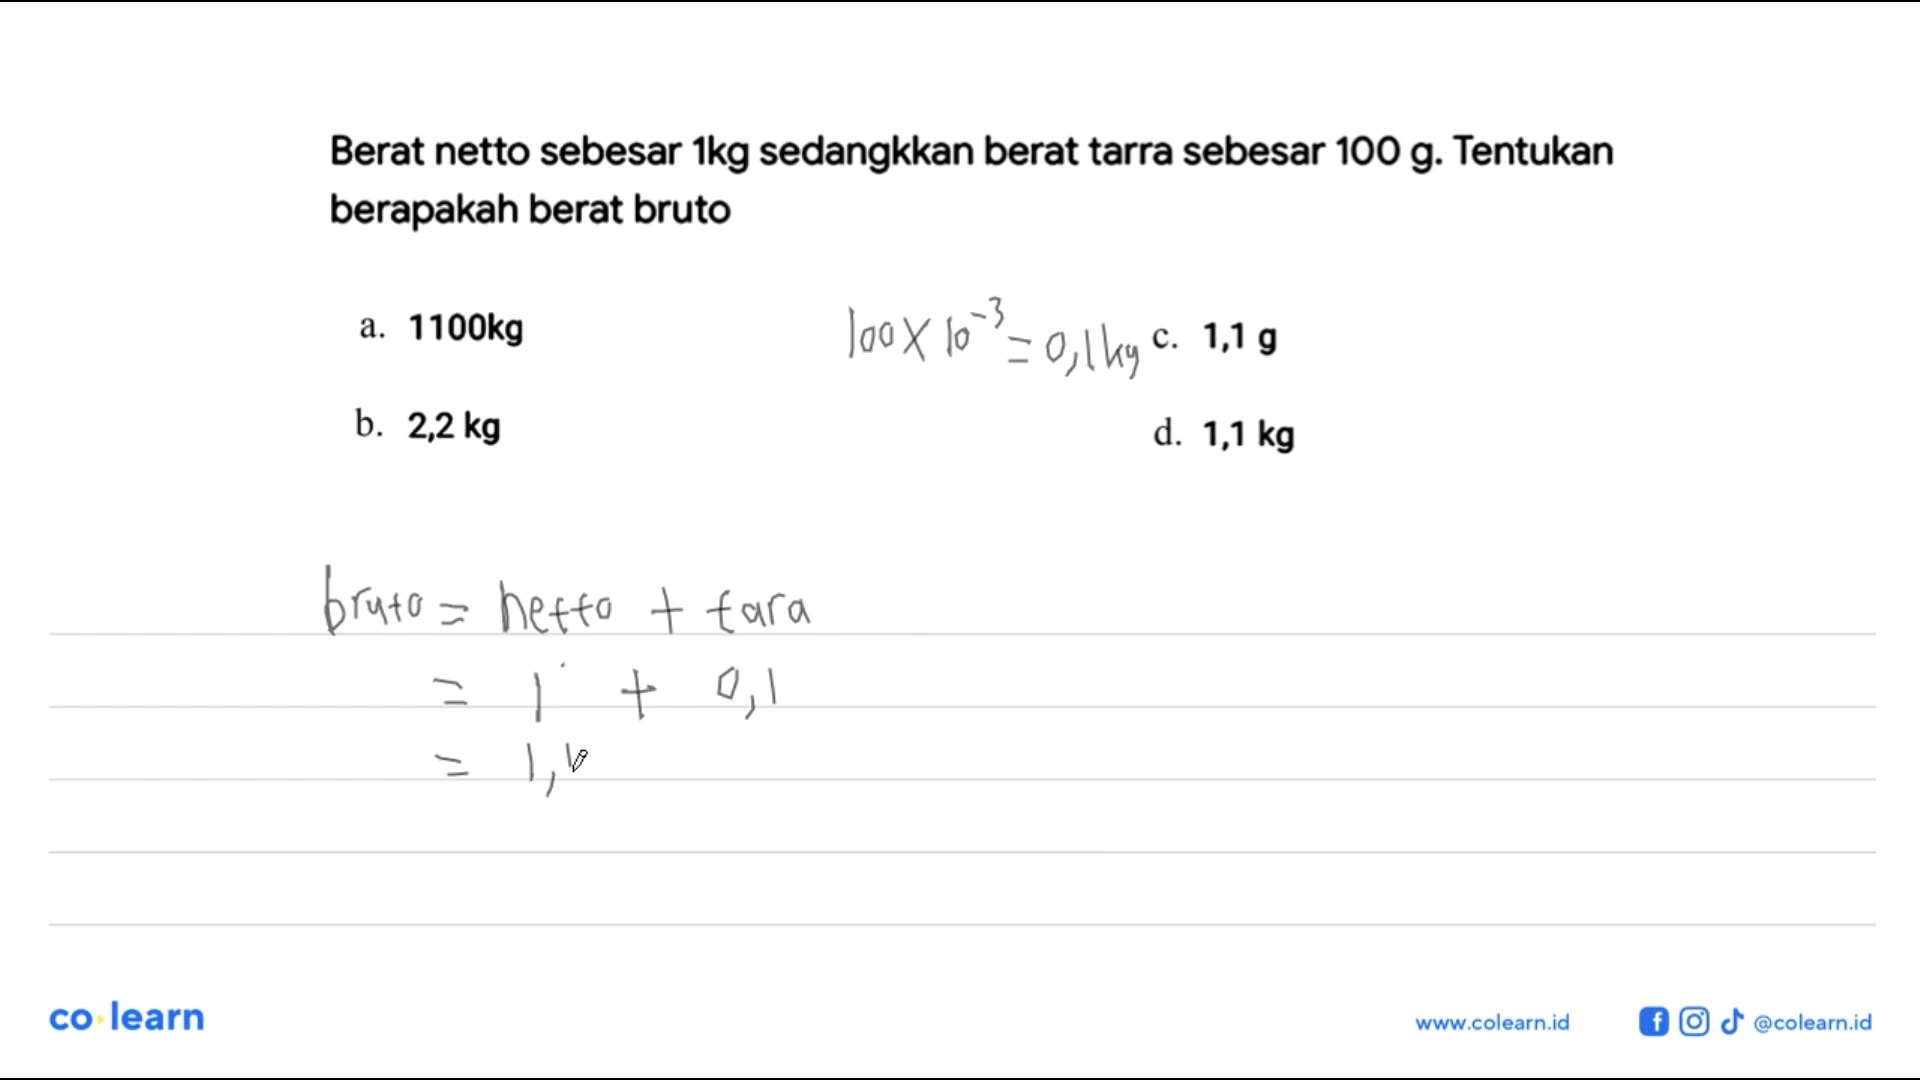 Berat netto sebesar 1kg sedangkkan berat tarra sebesar 100 g. Tentukan
berapakah berat bruto
a. 1100kg
100 x 10⁻³ = 0,1 kg
c. 1,1 g
b. 2,2 kg
d. 1,1 kg
bruto = netto + tara
= 1 + 0,1
= 1,1
co learn
www.colearn.id
@colearn.id